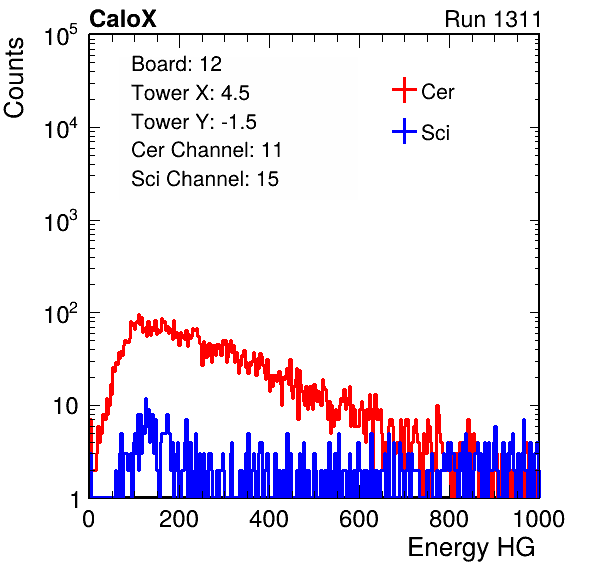 CaloX Run 1311
Counts
Board: 12
Tower X: 4.5
Tower Y: -1.5
Cer Channel: 11
Sci Channel: 15
Cer
Sci
10^5
10^4
10^3
10^2
10
1
0 200 400 600 800 1000
Energy HG